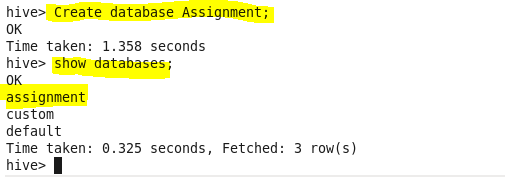 hive> Create database Assignment;
OK
Time taken: 1.358 seconds
hive> show databases;
OK
assignment
custom
default
Time taken: 0.325 seconds, Fetched: 3 row(s)
hive>